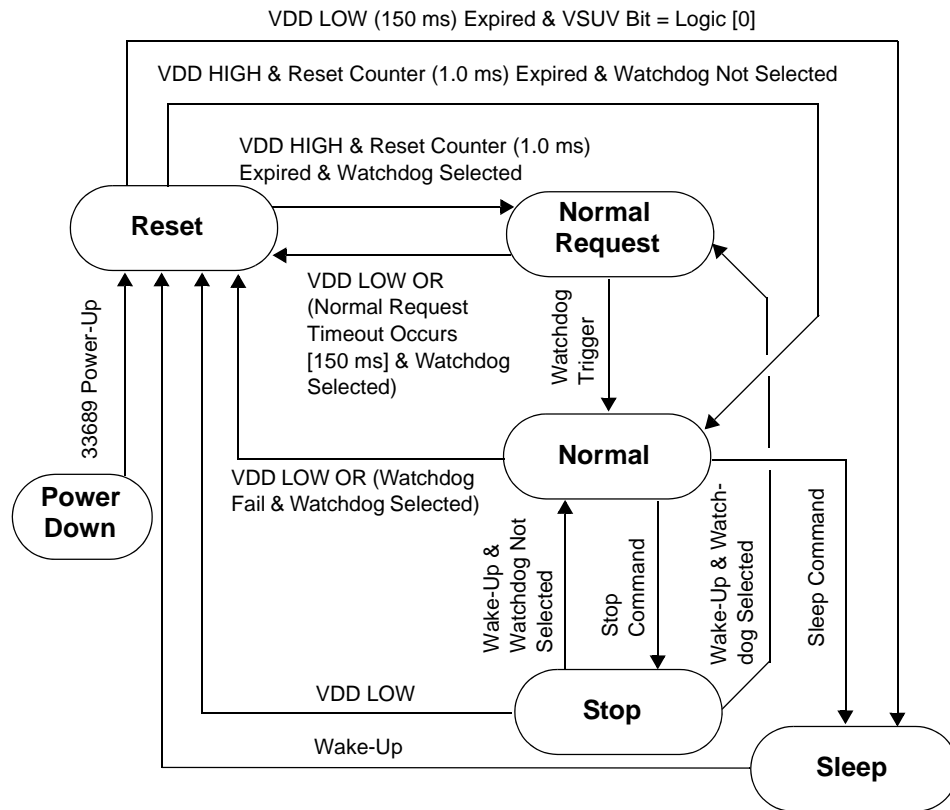 VDD LOW (150 ms) Expired & VSUV Bit = Logic [0]
VDD HIGH & Reset Counter (1.0 ms) Expired & Watchdog Not Selected
VDD HIGH & Reset Counter (1.0 ms)
Expired & Watchdog Selected
Reset
Normal
Request
VDD LOW OR
(Normal Request
Timeout Occurs
[150 ms] & Watchdog
Selected)
Watchdog
Trigger
33689 Power-Up
Normal
VDD LOW OR (Watchdog
Fail & Watchdog Selected)
Power
Down
Wake-Up &
Watchdog Not
Selected
Stop
Command
Wake-Up & Watch-
dog Selected
Sleep Command
VDD LOW
Stop
Wake-Up
Sleep